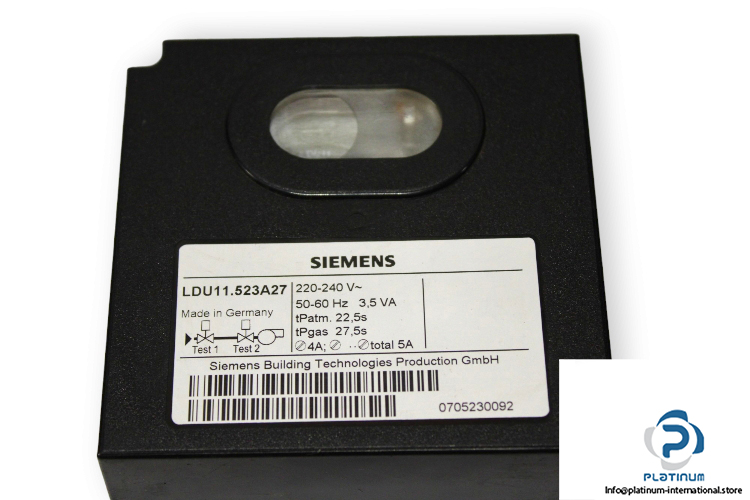 SIEMENS
LDU11.523A27
220-240 V~
50-60 Hz 3,5 VA
Made in Germany
tPatm. 22,5s
tPgas 27,5s
Test 1 Test 2
4A; ··total 5A
Siemens Building Technologies Production GmbH
0705230092
PLATINUM
Info@platinum-international.store